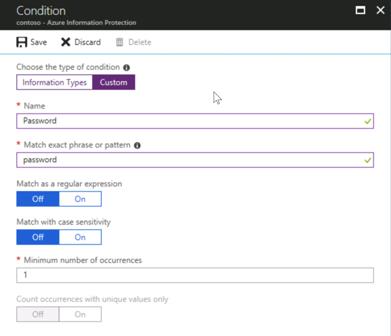 Condition
contoso - Azure Information Protection
Save Discard Delete
Choose the type of condition
Information Types Custom
* Name
Password
* Match exact phrase or pattern
password
Match as a regular expression
Off On
Match with case sensitivity
Off On
* Minimum number of occurrences
1
Count occurrences with unique values only
Off On